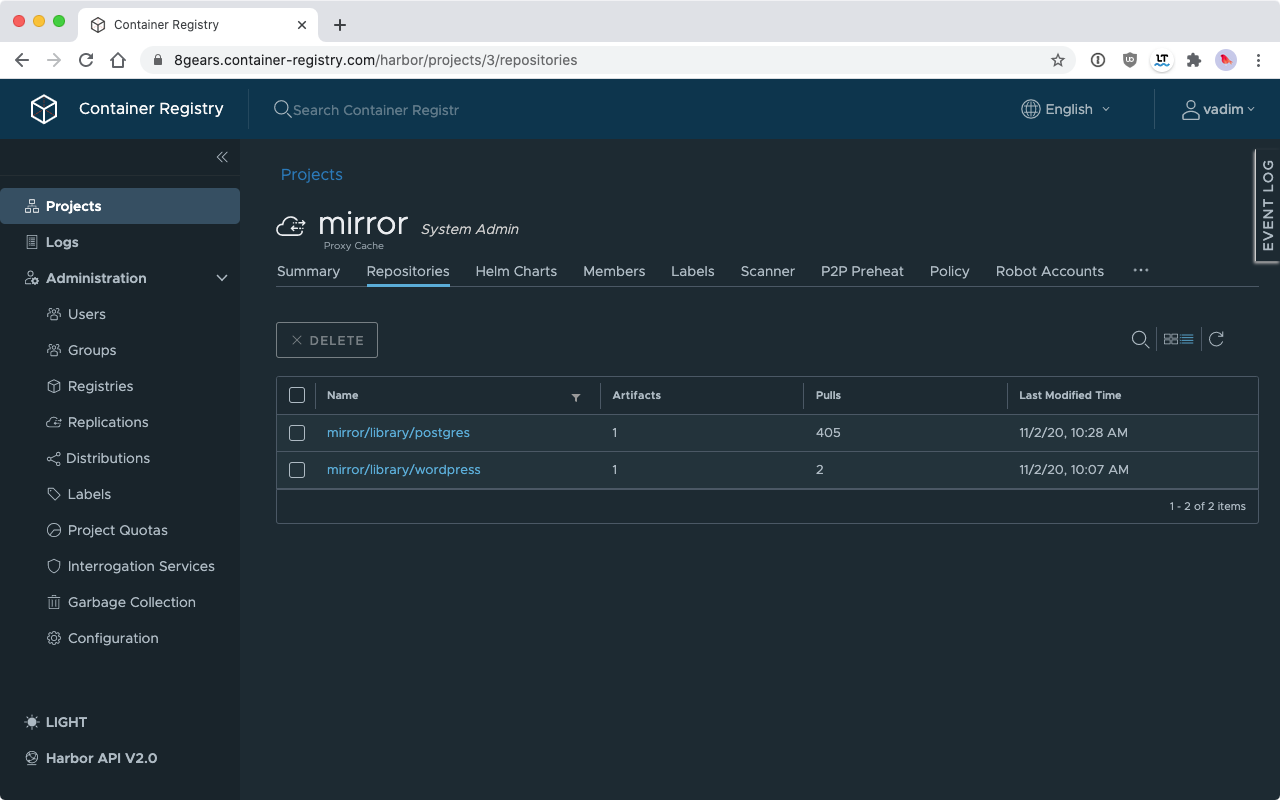 Container Registry
8gears.container-registry.com/harbor/projects/3/repositories
Container Registry
Search Container Registr
English
vadim
EVENT LOG
Projects
Logs
Administration
Users
Groups
Registries
Replications
Distributions
Labels
Project Quotas
Interrogation Services
Garbage Collection
Configuration
LIGHT
Harbor API V2.0
Projects
mirror System Admin
Proxy Cache
Summary Repositories Helm Charts Members Labels Scanner P2P Preheat Policy Robot Accounts ...
DELETE
Name Artifacts Pulls Last Modified Time
mirror/library/postgres 1 405 11/2/20, 10:28 AM
mirror/library/wordpress 1 2 11/2/20, 10:07 AM
1 - 2 of 2 items